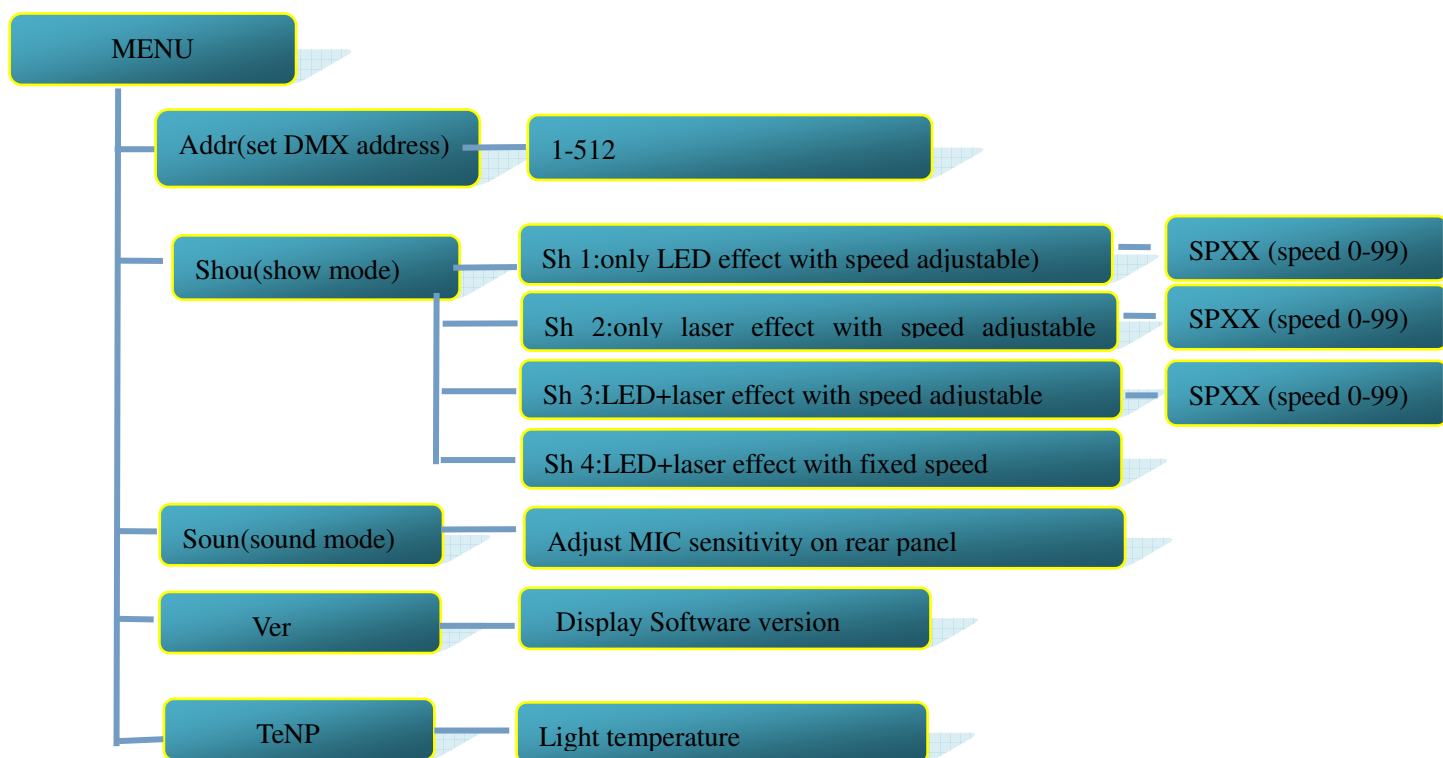 MENU
Addr(set DMX address)
1-512
Shou(show mode)
Sh 1:only LED effect with speed adjustable)
SPXX (speed 0-99)
Sh 2:only laser effect with speed adjustable
SPXX (speed 0-99)
Sh 3:LED+laser effect with speed adjustable
SPXX (speed 0-99)
Sh 4:LED+laser effect with fixed speed
Soun(sound mode)
Adjust MIC sensitivity on rear panel
Ver
Display Software version
TeNP
Light temperature